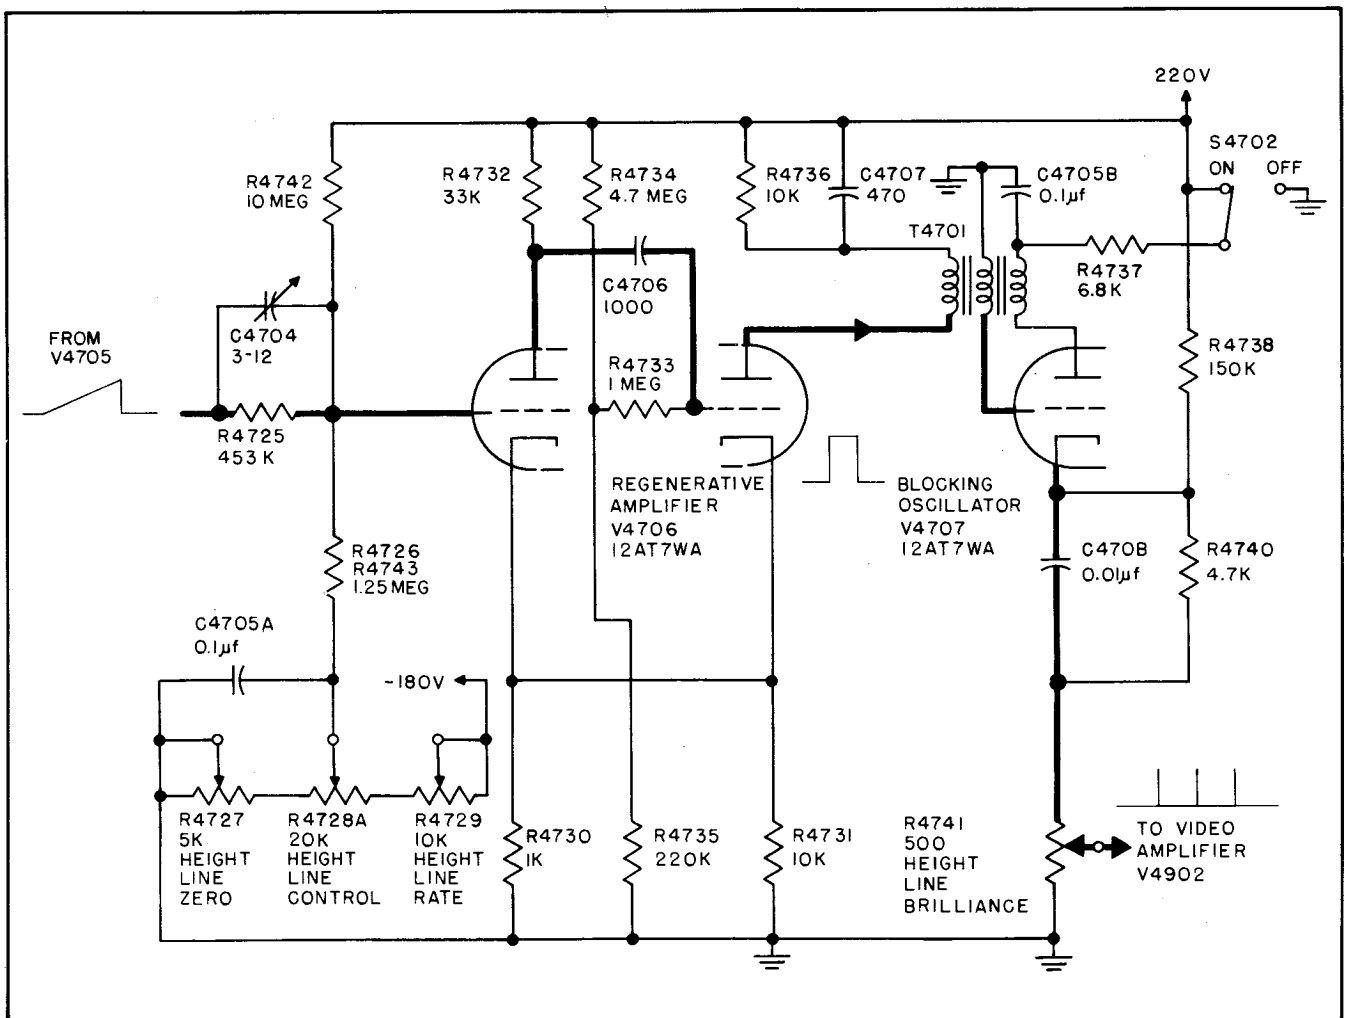 220V
S4702
ON OFF
R4742
10 MEG
R4732
33K
R4734
4.7 MEG
R4736
10K
C4707
470
C4705B
0.1µf
T4701
R4737
6.8K
C4706
1000
FROM
V4705
C4704
3-12
R4733
1 MEG
R4738
150K
R4725
453K
REGENERATIVE
AMPLIFIER
V4706
12AT7WA
BLOCKING
OSCILLATOR
V4707
12AT7WA
R4726
R4743
1.25 MEG
C470B
0.01µf
R4740
4.7K
C4705A
0.1µf
-180V
R4727
5K
HEIGHT
LINE
ZERO
R4728A
20K
HEIGHT
LINE
CONTROL
R4729
10K
HEIGHT
LINE
RATE
R4730
1K
R4735
220K
R4731
10K
R4741
500
HEIGHT
LINE
BRILLIANCE
TO VIDEO
AMPLIFIER
V4902